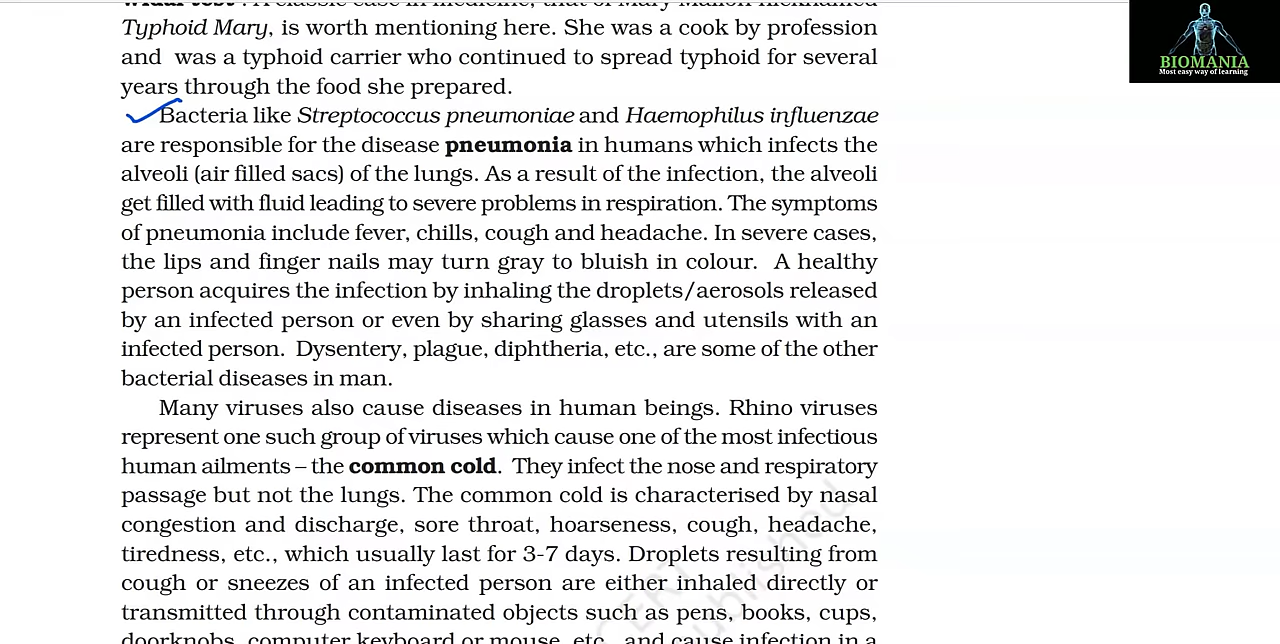 Typhoid Mary, is worth mentioning here. She was a cook by profession
and was a typhoid carrier who continued to spread typhoid for several
years through the food she prepared.
Bacteria like Streptococcus pneumoniae and Haemophilus influenzae
are responsible for the disease pneumonia in humans which infects the
alveoli (air filled sacs) of the lungs. As a result of the infection, the alveoli
get filled with fluid leading to severe problems in respiration. The symptoms
of pneumonia include fever, chills, cough and headache. In severe cases,
the lips and finger nails may turn gray to bluish in colour. A healthy
person acquires the infection by inhaling the droplets/aerosols released
by an infected person or even by sharing glasses and utensils with an
infected person. Dysentery, plague, diphtheria, etc., are some of the other
bacterial diseases in man.
Many viruses also cause diseases in human beings. Rhino viruses
represent one such group of viruses which cause one of the most infectious
human ailments – the common cold. They infect the nose and respiratory
passage but not the lungs. The common cold is characterised by nasal
congestion and discharge, sore throat, hoarseness, cough, headache,
tiredness, etc., which usually last for 3-7 days. Droplets resulting from
cough or sneezes of an infected person are either inhaled directly or
transmitted through contaminated objects such as pens, books, cups,
doorknobs, computer keyboard or mouse, etc., and cause infection in a
BIOMANIA
Most easy way of learning